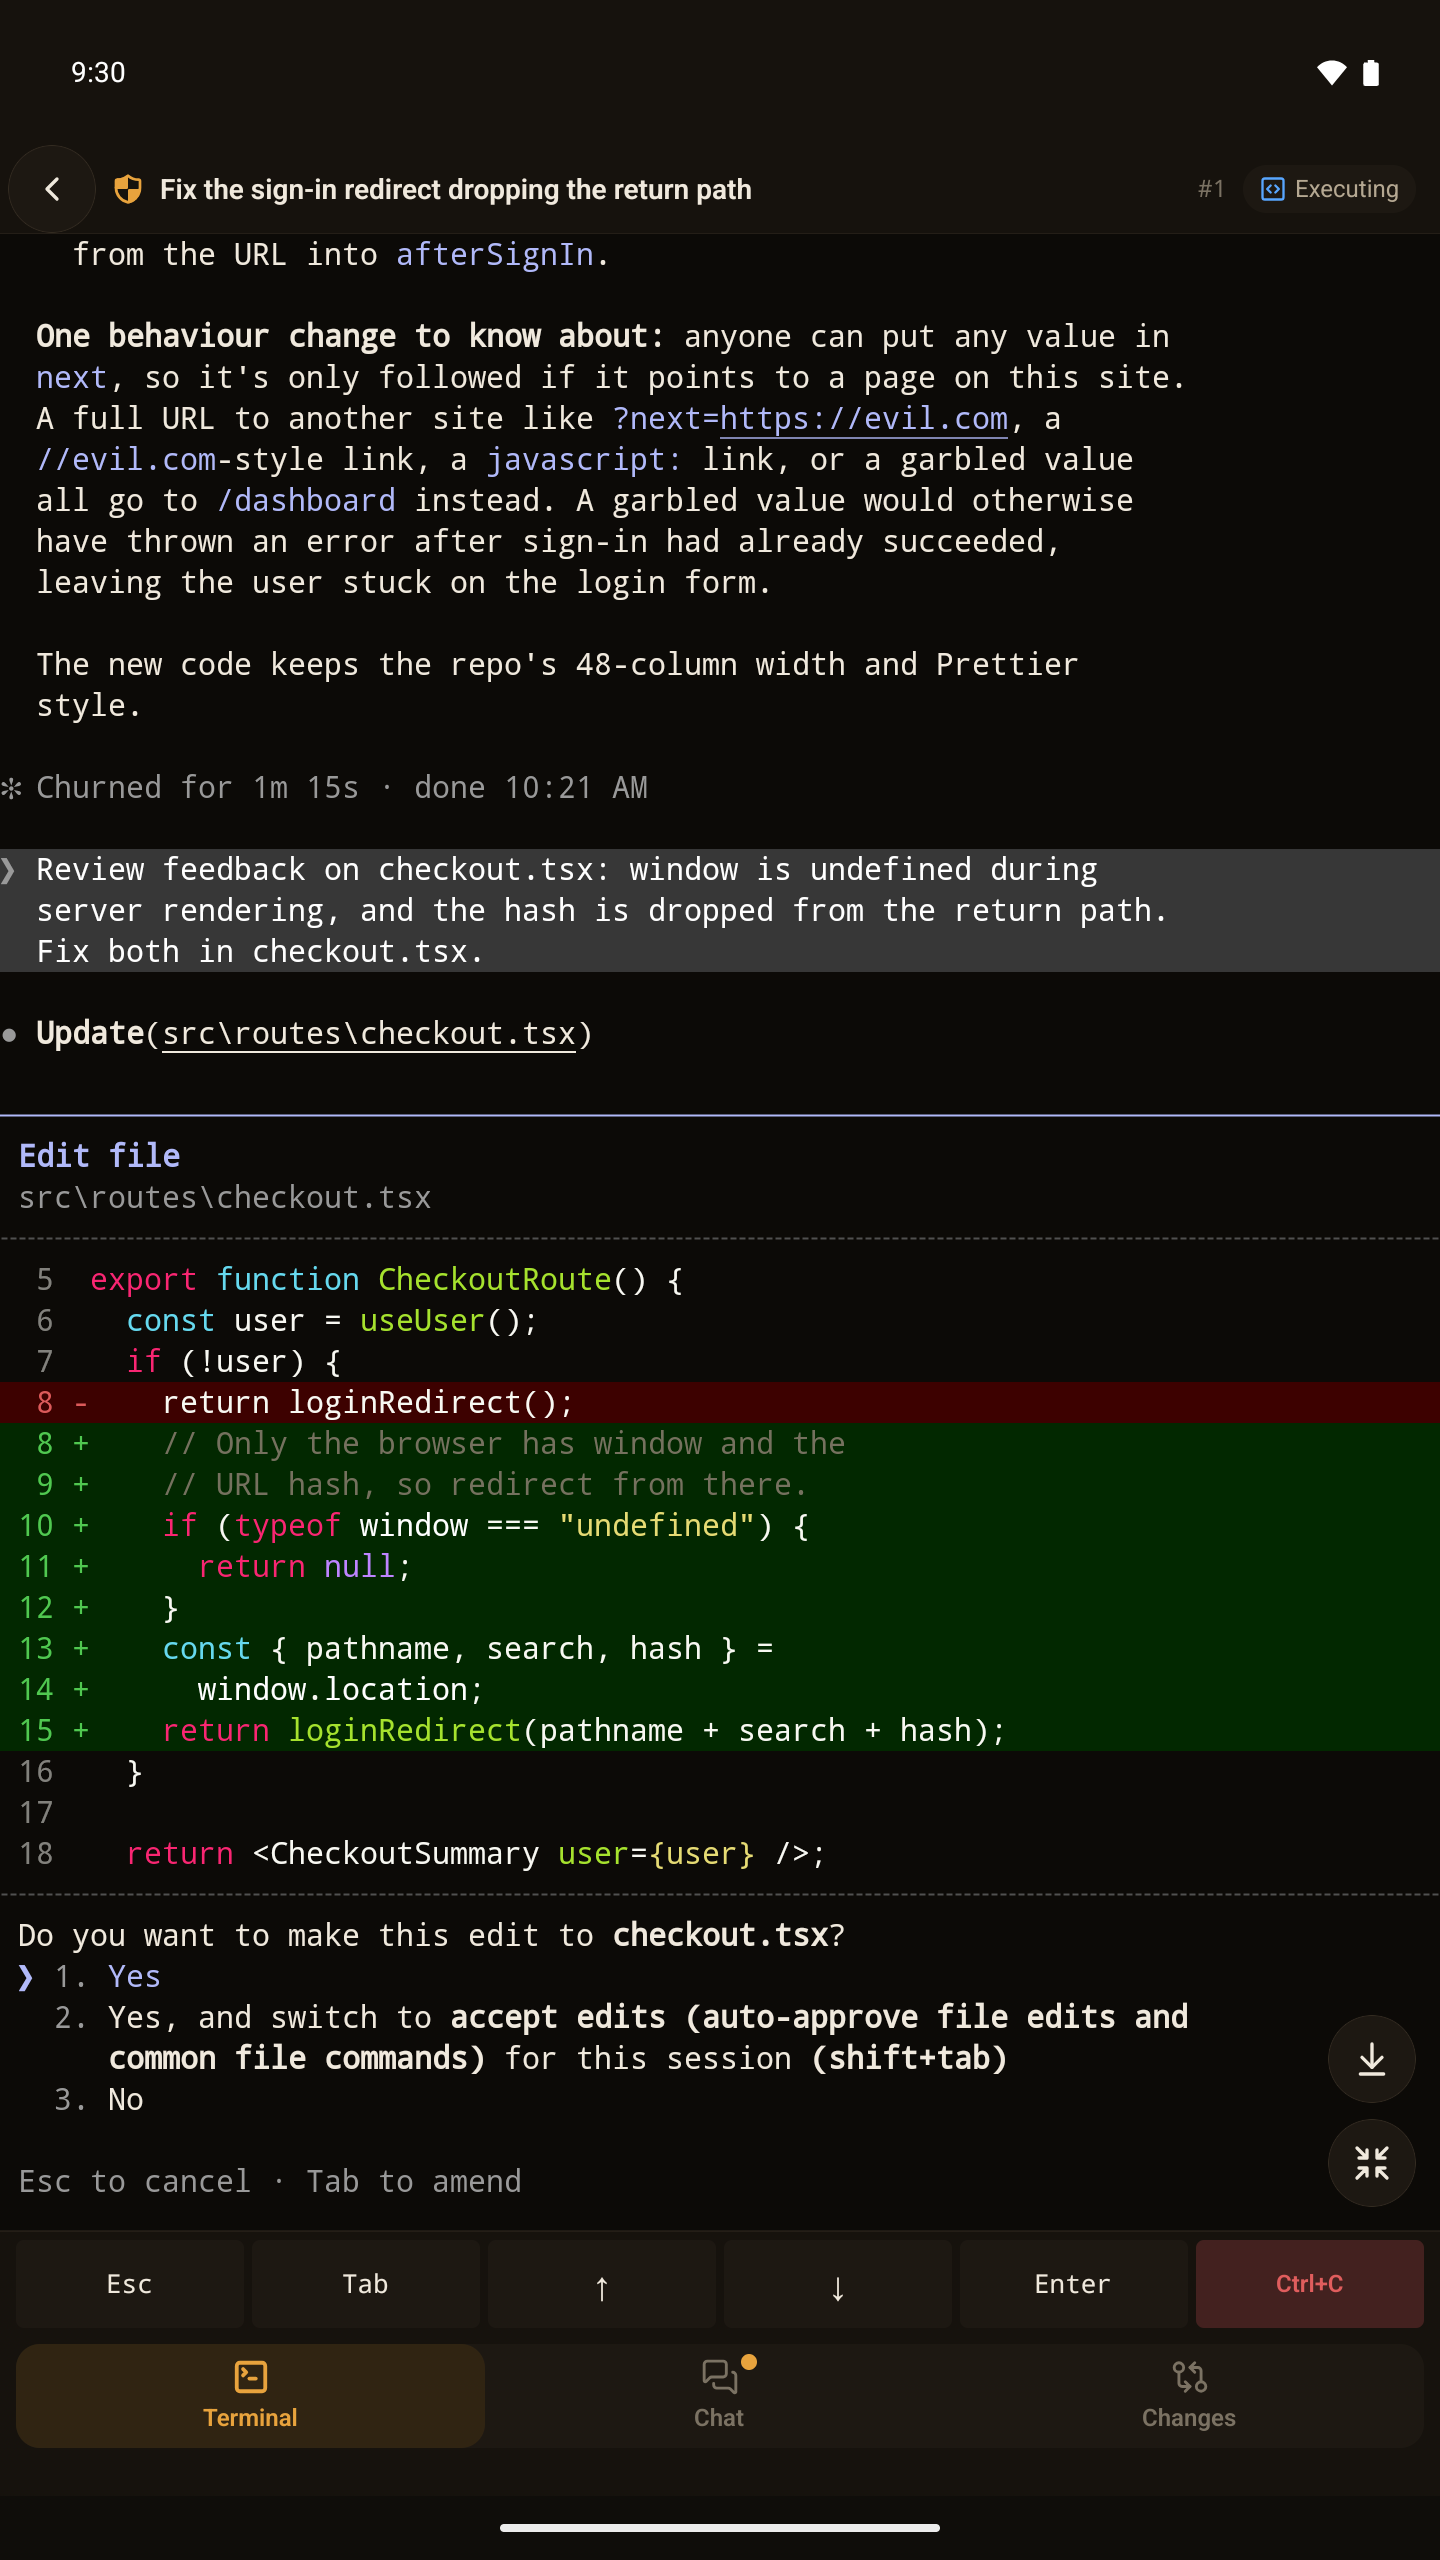 9:30
Fix the sign-in redirect dropping the return path
#1
Executing
from the URL into afterSignIn.
One behaviour change to know about: anyone can put any value in
next, so it's only followed if it points to a page on this site.
A full URL to another site like ?next=https://evil.com, a
//evil.com-style link, a javascript: link, or a garbled value
all go to /dashboard instead. A garbled value would otherwise
have thrown an error after sign-in had already succeeded,
leaving the user stuck on the login form.
The new code keeps the repo's 48-column width and Prettier
style.
✻ Churned for 1m 15s · done 10:21 AM
❯ Review feedback on checkout.tsx: window is undefined during
server rendering, and the hash is dropped from the return path.
Fix both in checkout.tsx.
● Update(src\routes\checkout.tsx)
Edit file
src\routes\checkout.tsx
5 export function CheckoutRoute() {
6 const user = useUser();
7 if (!user) {
8 - return loginRedirect();
8 + // Only the browser has window and the
9 + // URL hash, so redirect from there.
10 + if (typeof window === "undefined") {
11 + return null;
12 + }
13 + const { pathname, search, hash } =
14 + window.location;
15 + return loginRedirect(pathname + search + hash);
16 }
17
18 return <CheckoutSummary user={user} />;
Do you want to make this edit to checkout.tsx?
❯ 1. Yes
2. Yes, and switch to accept edits (auto-approve file edits and
common file commands) for this session (shift+tab)
3. No
Esc to cancel · Tab to amend
Esc
Tab
↑
↓
Enter
Ctrl+C
Terminal
Chat
Changes